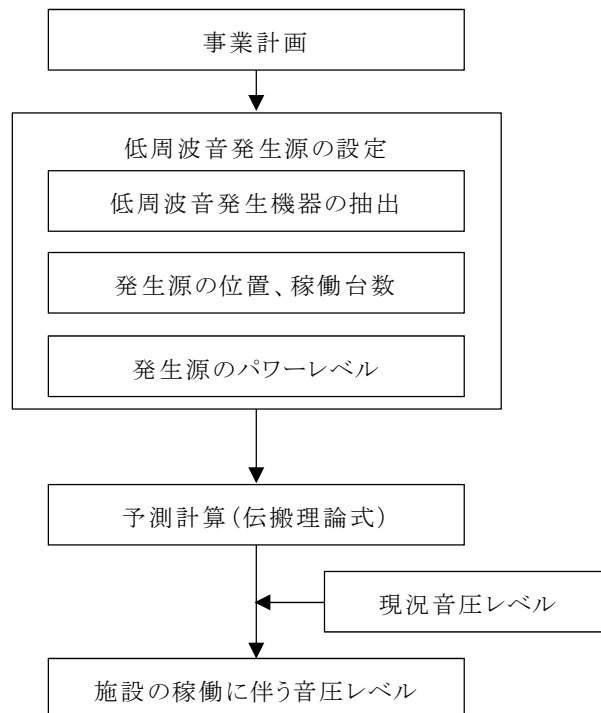 事業計画
低周波音発生源の設定
低周波音発生機器の抽出
発生源の位置、稼働台数
発生源のパワーレベル
予測計算(伝搬理論式)
現況音圧レベル
施設の稼働に伴う音圧レベル